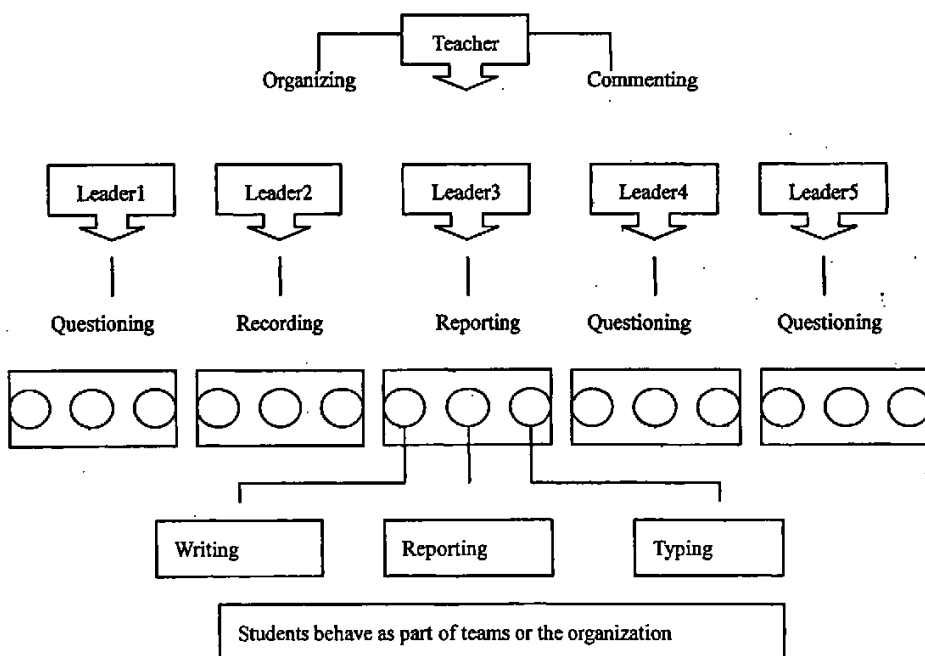 Teacher
Organizing Commenting
Leader1 Leader2 Leader3 Leader4 Leader5
Questioning Recording Reporting Questioning Questioning
Writing Reporting Typing
Students behave as part of teams or the organization